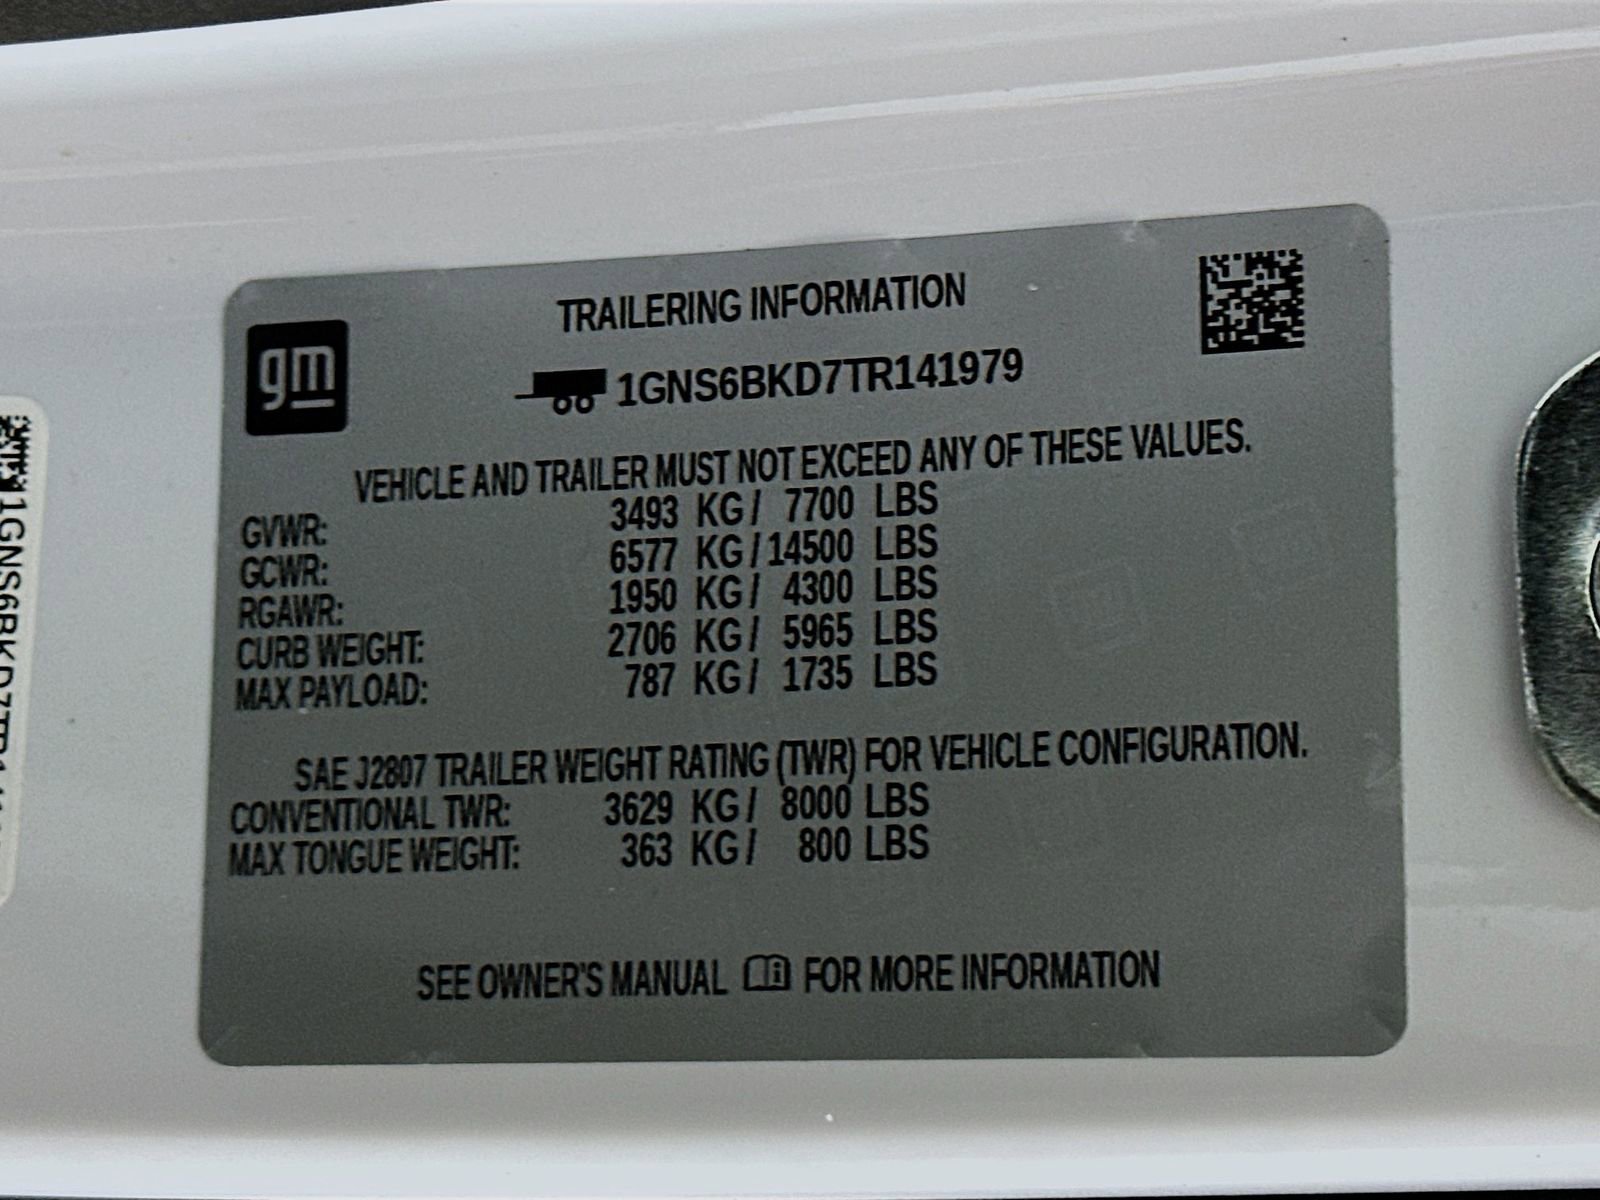 TRAILERING INFORMATION
gm
1GNS6BKD7TR141979
VEHICLE AND TRAILER MUST NOT EXCEED ANY OF THESE VALUES.
GVWR: 3493 KG / 7700 LBS
GCWR: 6577 KG / 14500 LBS
RGAWR: 1950 KG / 4300 LBS
CURB WEIGHT: 2706 KG / 5965 LBS
MAX PAYLOAD: 787 KG / 1735 LBS
SAE J2807 TRAILER WEIGHT RATING (TWR) FOR VEHICLE CONFIGURATION.
CONVENTIONAL TWR: 3629 KG / 8000 LBS
MAX TONGUE WEIGHT: 363 KG / 800 LBS
SEE OWNER'S MANUAL FOR MORE INFORMATION
1GNS6BKD7TR1